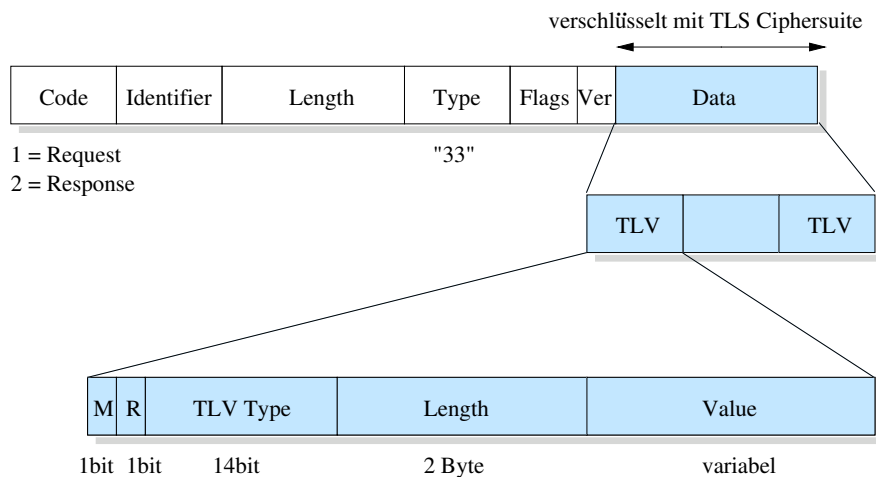 verschlüsselt mit TLS Ciphersuite
Code Identifier Length Type Flags Ver Data
1 = Request "33"
2 = Response
TLV TLV
M R TLV Type Length Value
1bit 1bit 14bit 2 Byte variabel